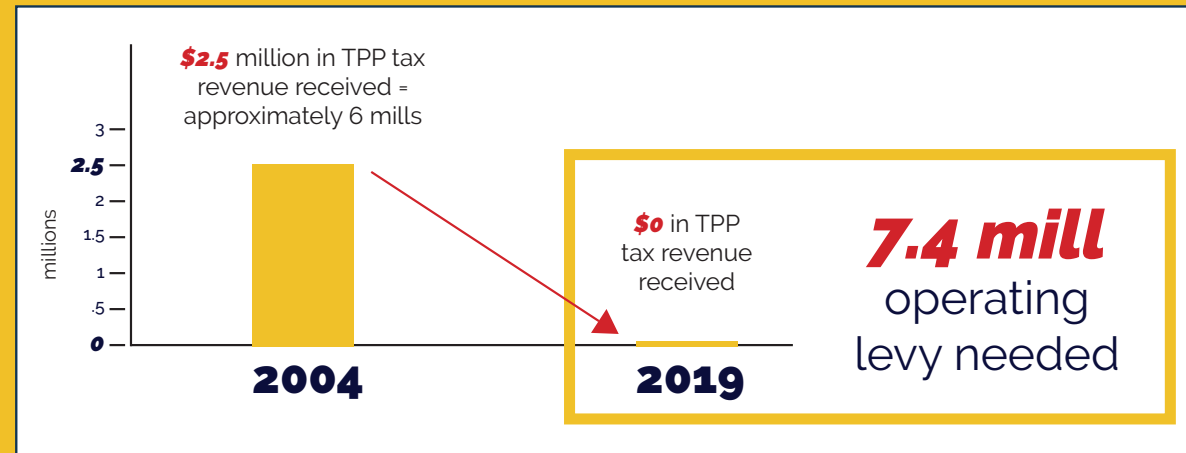 $2.5 million in TPP tax
revenue received =
approximately 6 mills
millions
3
2.5
2
1.5
1
.5
0
$0 in TPP
tax revenue
received
7.4 mill
operating
levy needed
2004
2019